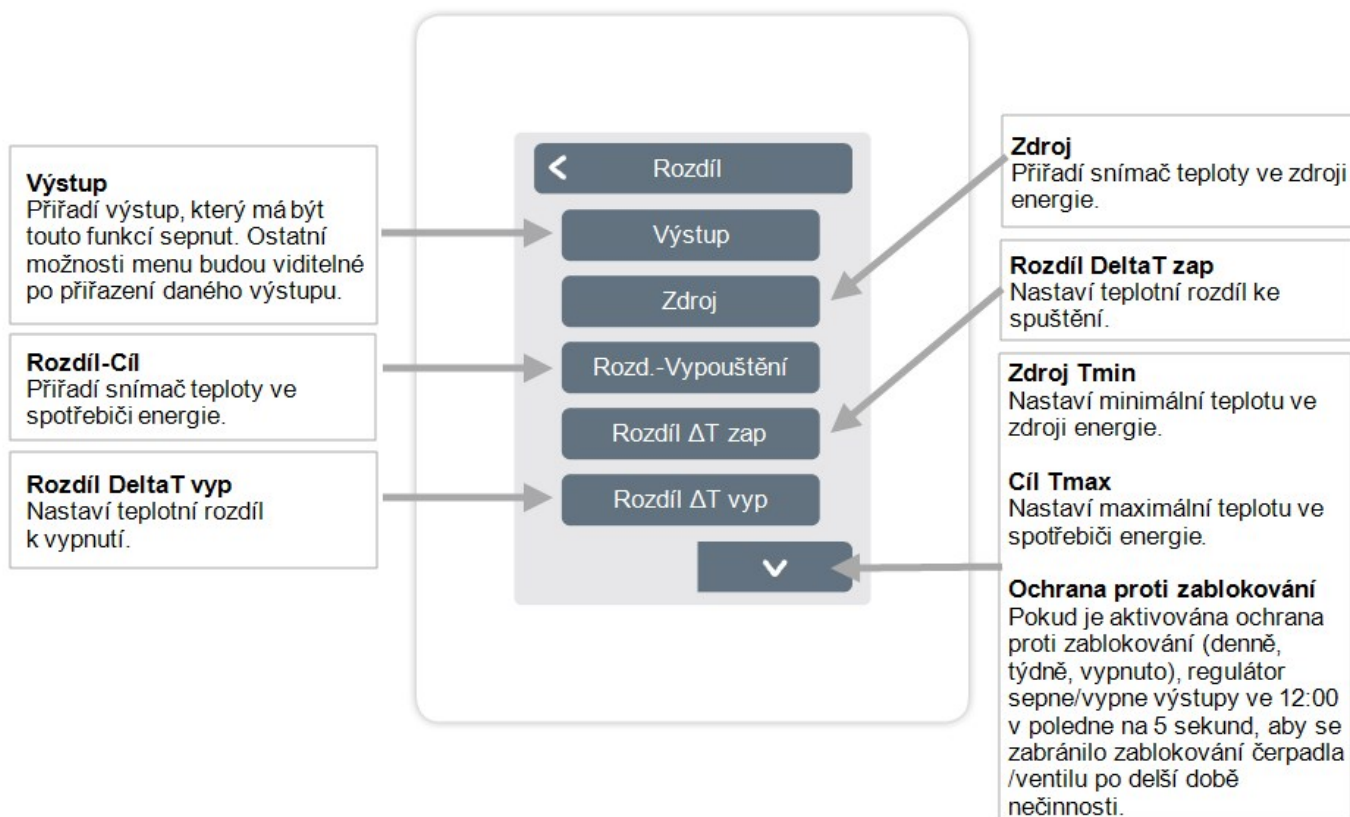 Výstup
Přiřadí výstup, který má být
touto funkcí sepnut. Ostatní
možnosti menu budou viditelné
po přiřazení daného výstupu.
Rozdíl-Cíl
Přiřadí snímač teploty ve
spotřebiči energie.
Rozdíl DeltaT vyp
Nastaví teplotní rozdíl
k vypnutí.
Rozdíl
Výstup
Zdroj
Rozd.-Vypouštění
Rozdíl ΔT zap
Rozdíl ΔT vyp
Zdroj
Přiřadí snímač teploty ve zdroji
energie.
Rozdíl DeltaT zap
Nastaví teplotní rozdíl ke
spuštění.
Zdroj Tmin
Nastaví minimální teplotu ve
zdroji energie.
Cíl Tmax
Nastaví maximální teplotu ve
spotřebiči energie.
Ochrana proti zablokování
Pokud je aktivována ochrana
proti zablokování (denně,
týdně, vypnuto), regulátor
sepne/vypne výstupy ve 12:00
v poledne na 5 sekund, aby se
zabránilo zablokování čerpadla
/ventilu po delší době
nečinnosti.